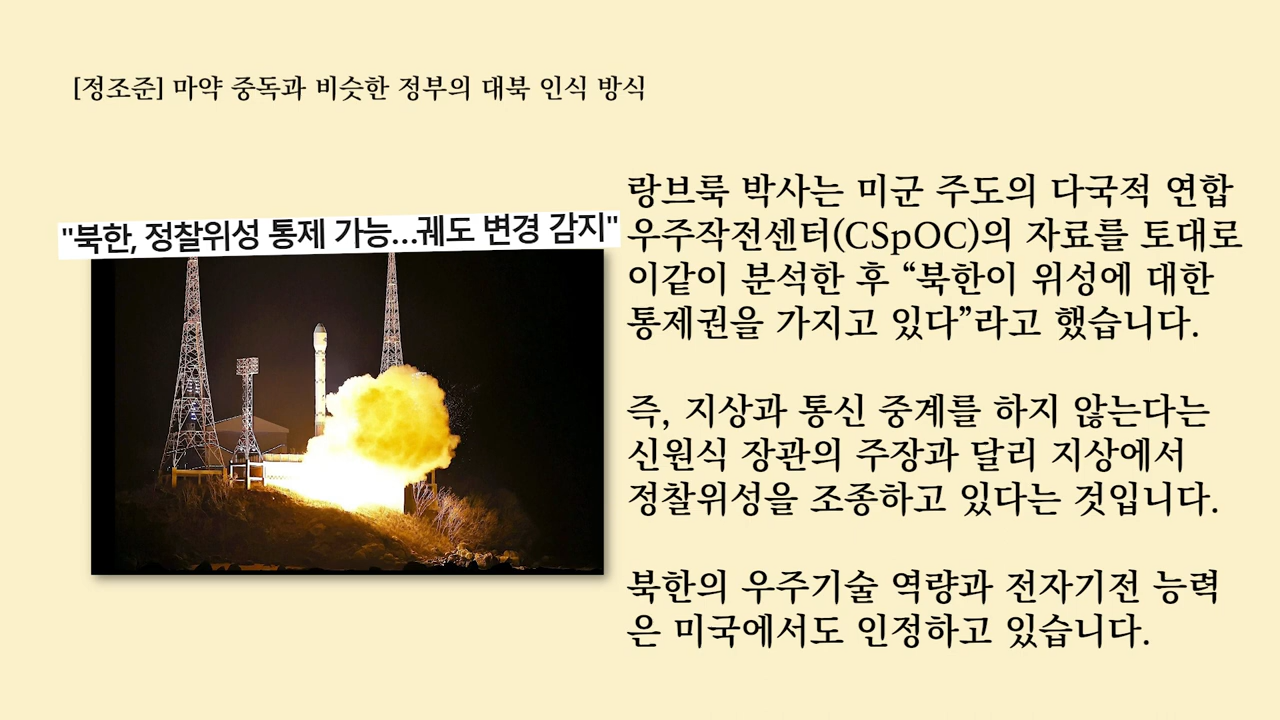 [정조준] 마약 중독과 비슷한 정부의 대북 인식 방식
"북한, 정찰위성 통제 가능...궤도 변경 감지"
랑브룩 박사는 미군 주도의 다국적 연합
우주작전센터(CSpOC)의 자료를 토대로
이같이 분석한 후 “북한이 위성에 대한
통제권을 가지고 있다”라고 했습니다.
즉, 지상과 통신 중계를 하지 않는다는
신원식 장관의 주장과 달리 지상에서
정찰위성을 조종하고 있다는 것입니다.
북한의 우주기술 역량과 전자기전 능력
은 미국에서도 인정하고 있습니다.